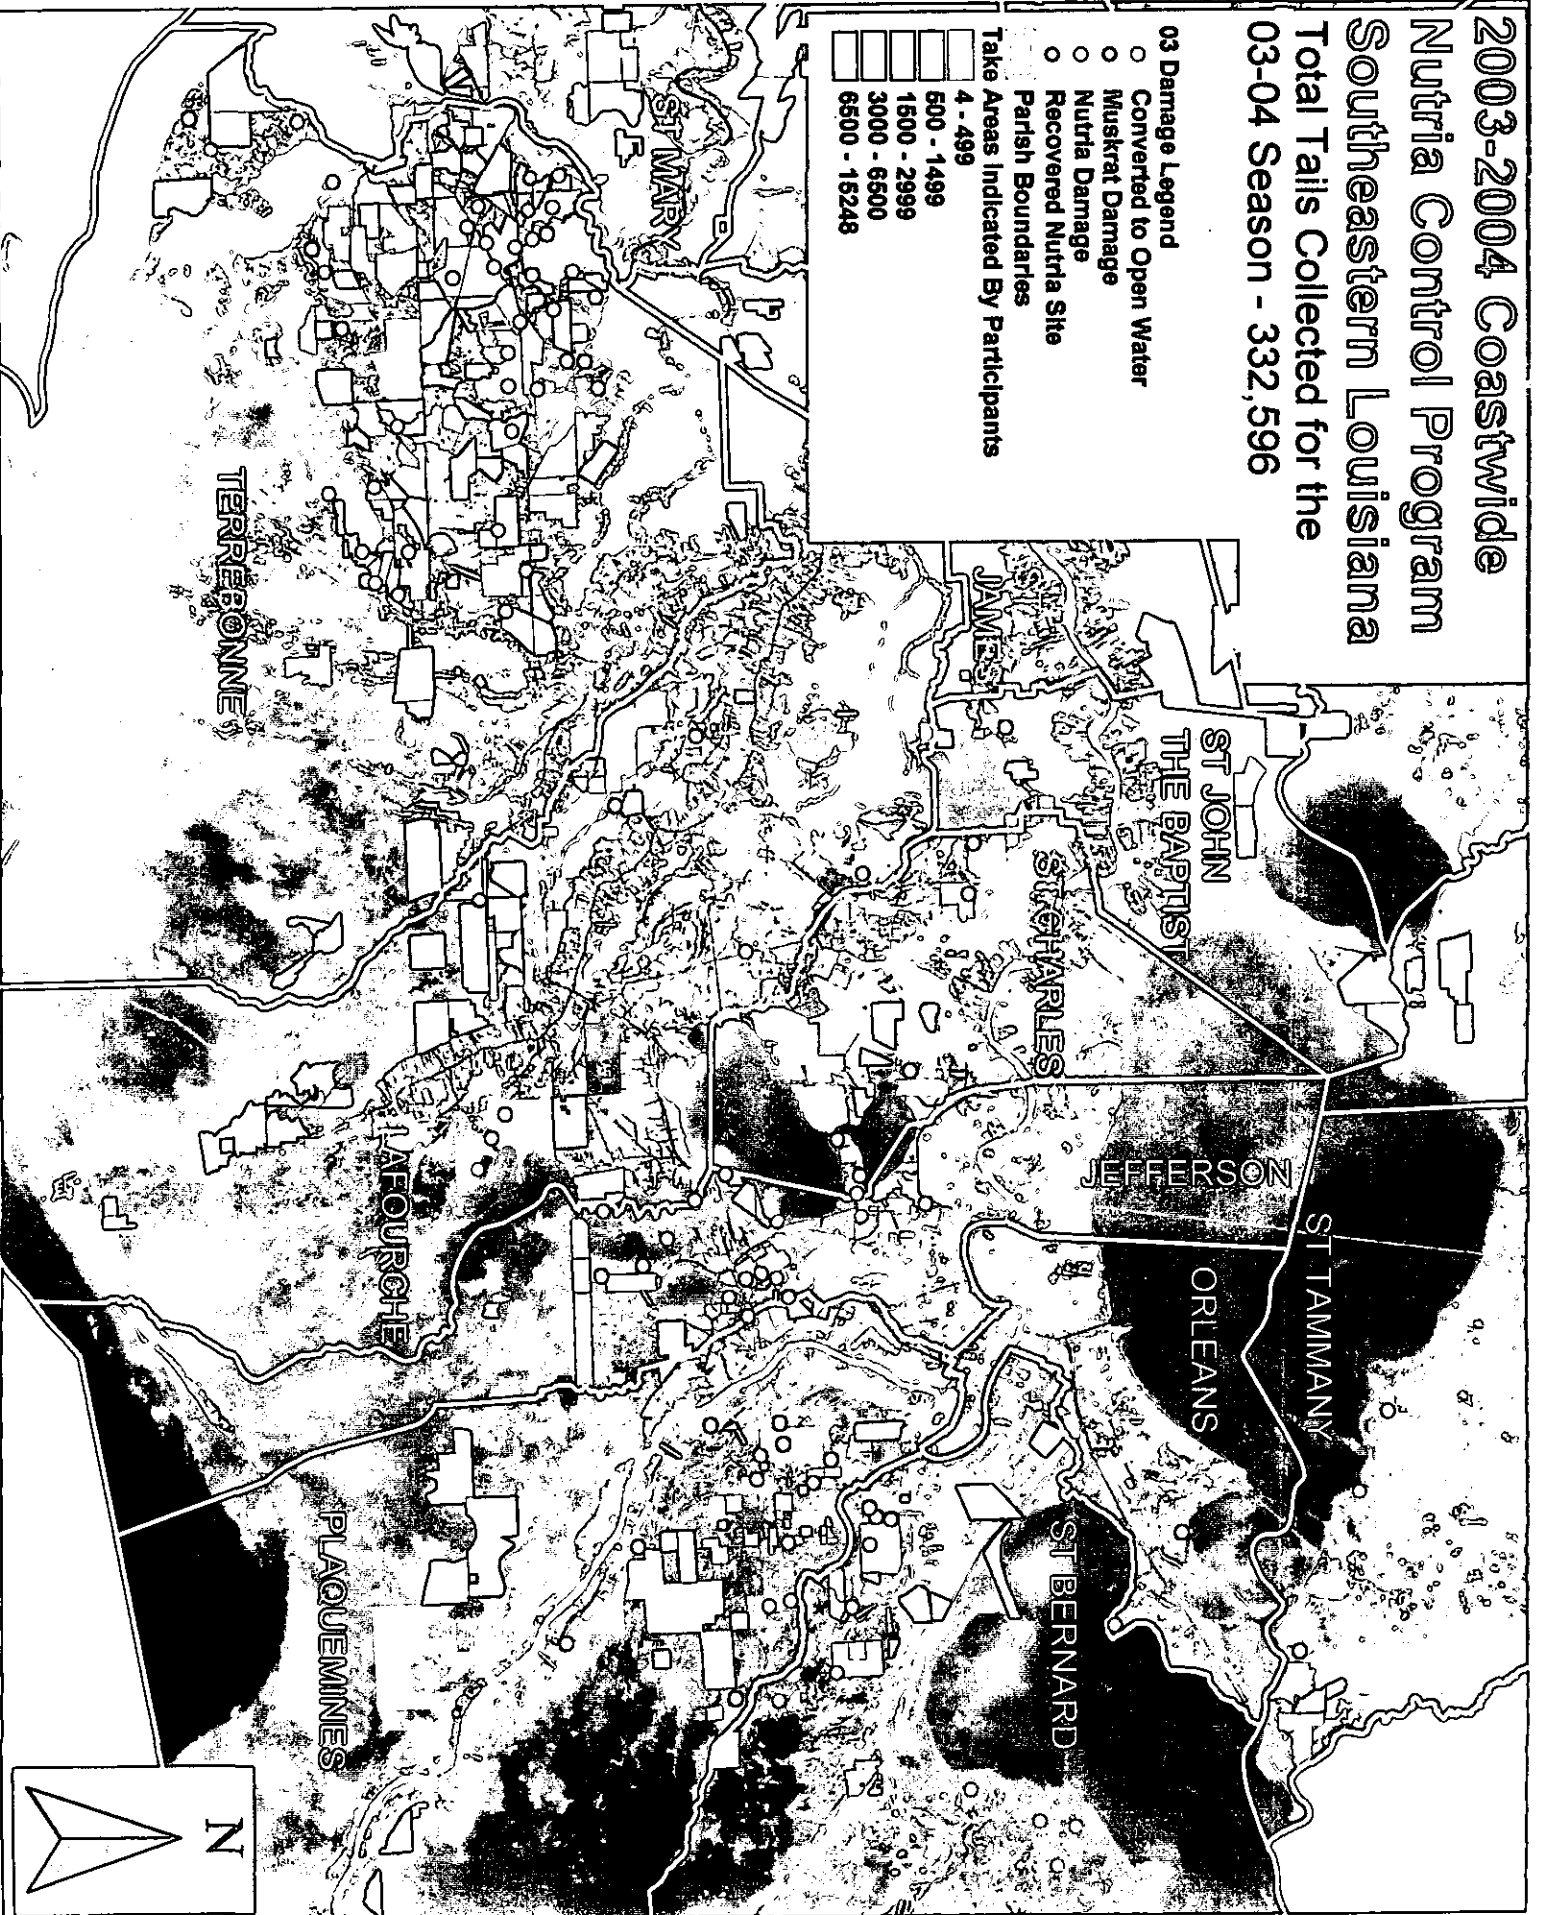 2003-2004 Coastwide
Nutria Control Program
Southeastern Louisiana
Total Tails Collected for the
03-04 Season - 332,596
03 Damage Legend
Converted to Open Water
Muskrat Damage
Nutria Damage
Recovered Nutria Site
Parish Boundaries
Take Areas Indicated By Participants
4 - 499
500 - 1499
1500 - 2999
3000 - 6500
6500 - 15248
ST JOHN
THE BAPTIST
ST TAMMANY
JEFFERSON
ORLEANS
JAMES
ST CHARLES
ST BERNARD
ST MARY
TERREBONNE
LAFOURCHE
PLAQUEMINES
N